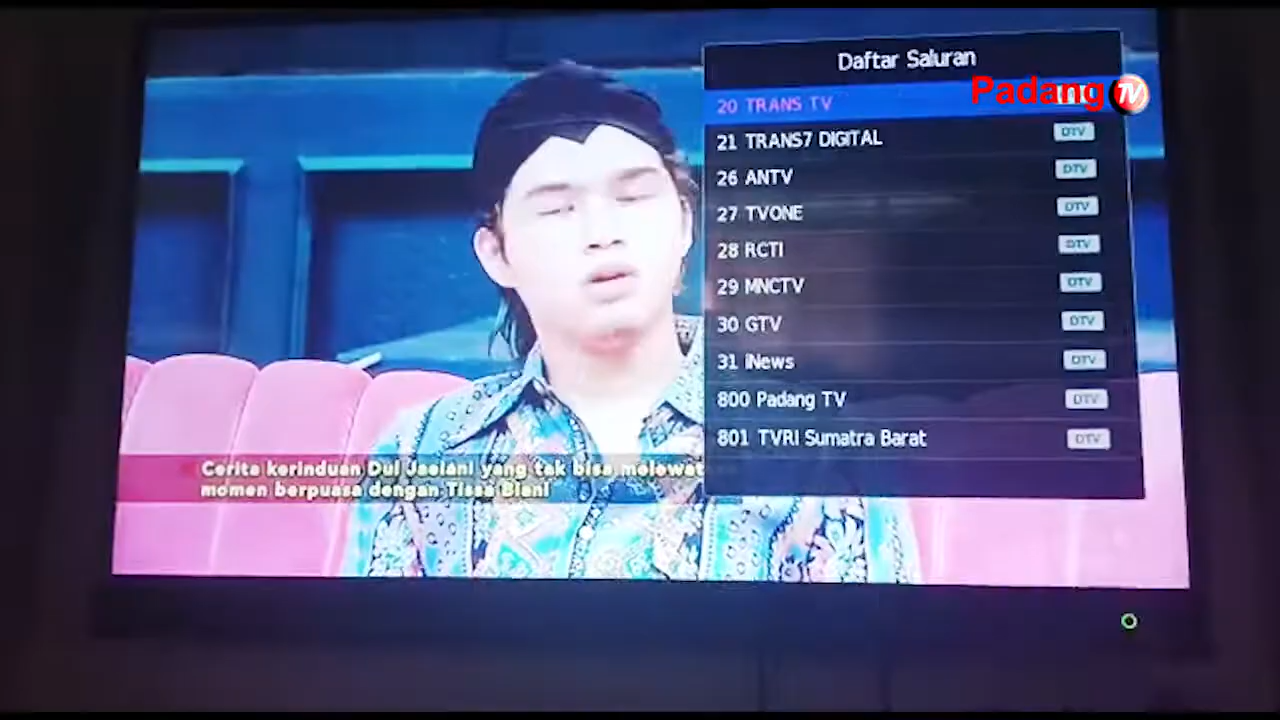 Daftar Saluran
Padang TV
20 TRANS TV
21 TRANS7 DIGITAL DTV
26 ANTV DTV
27 TVONE DTV
28 RCTI DTV
29 MNCTV DTV
30 GTV DTV
31 iNews DTV
800 Padang TV DTV
801 TVRI Sumatra Barat DTV
Cerita kerinduan Dul Jaelani yang tak bisa melewat
momen berpuasa dengan Tissa Biani